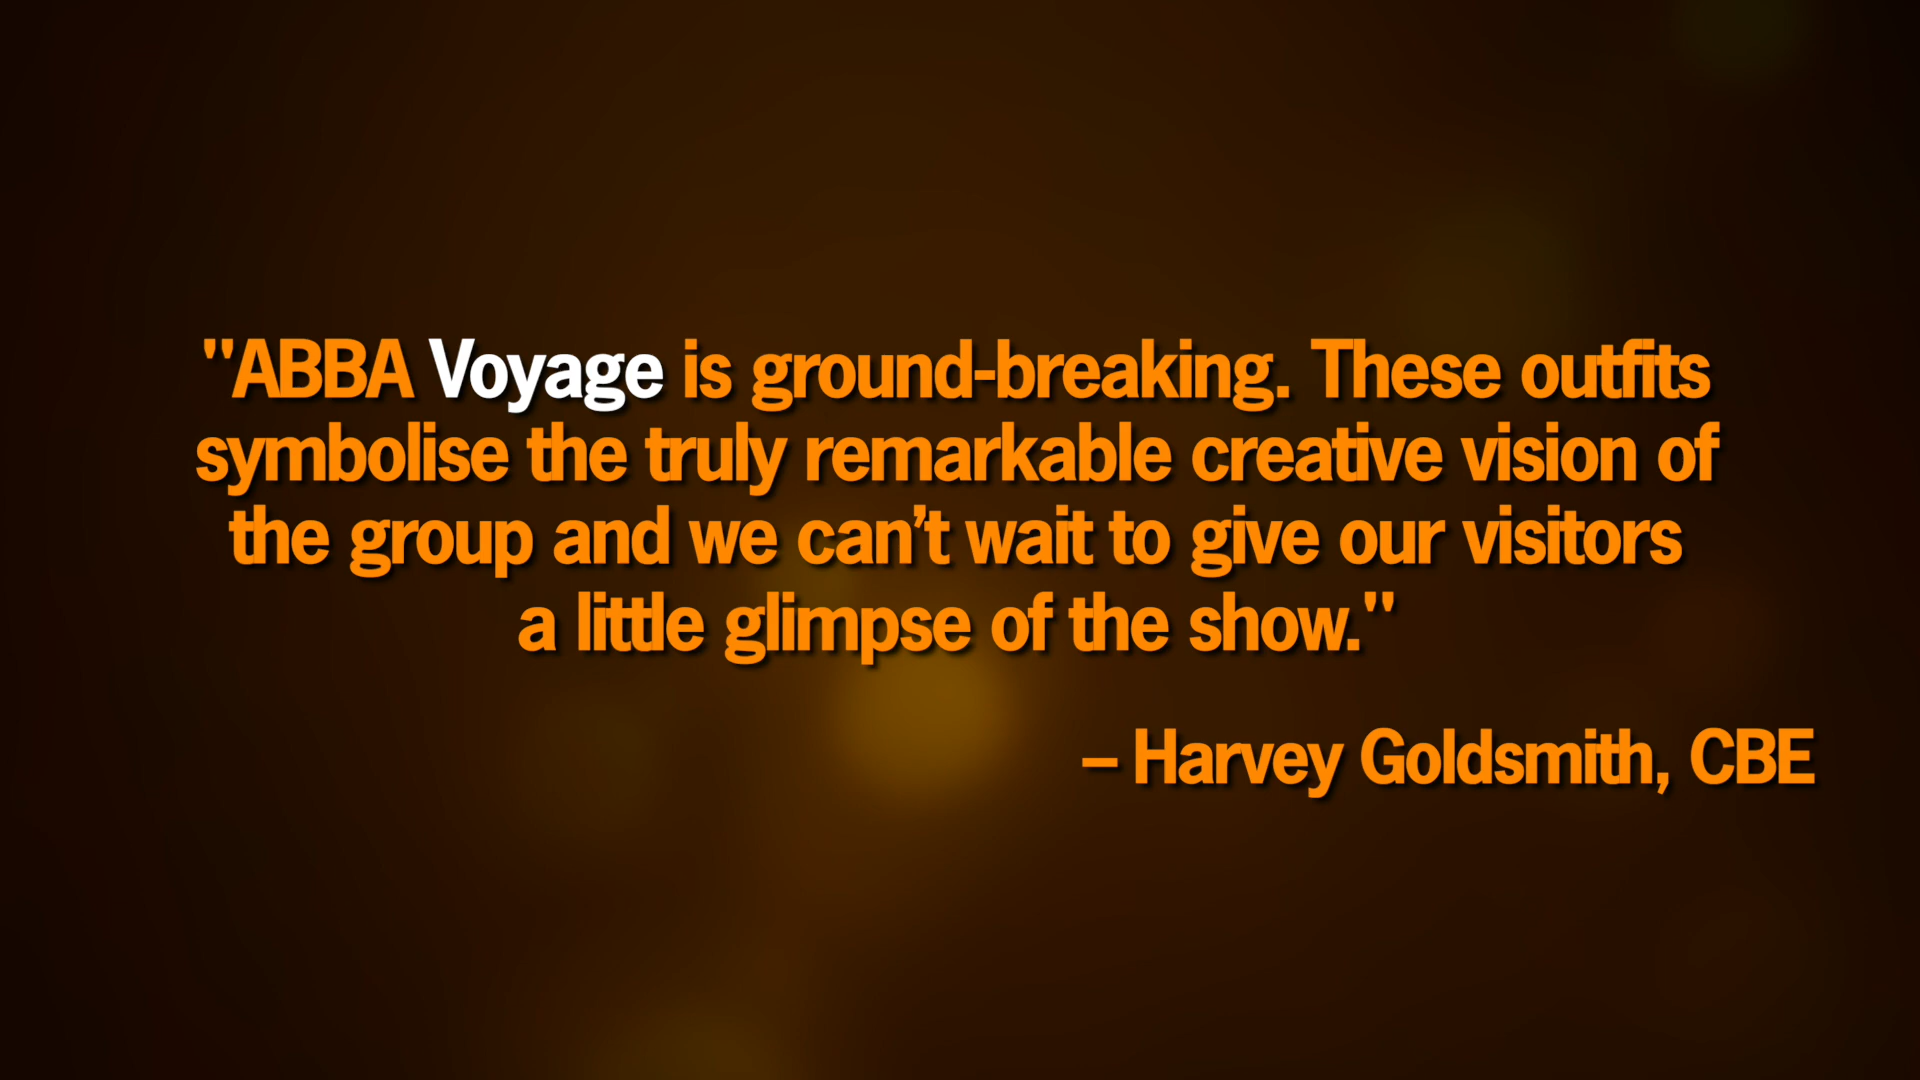 "ABBA Voyage is ground-breaking. These outfits
symbolise the truly remarkable creative vision of
the group and we can’t wait to give our visitors
a little glimpse of the show."
– Harvey Goldsmith, CBE